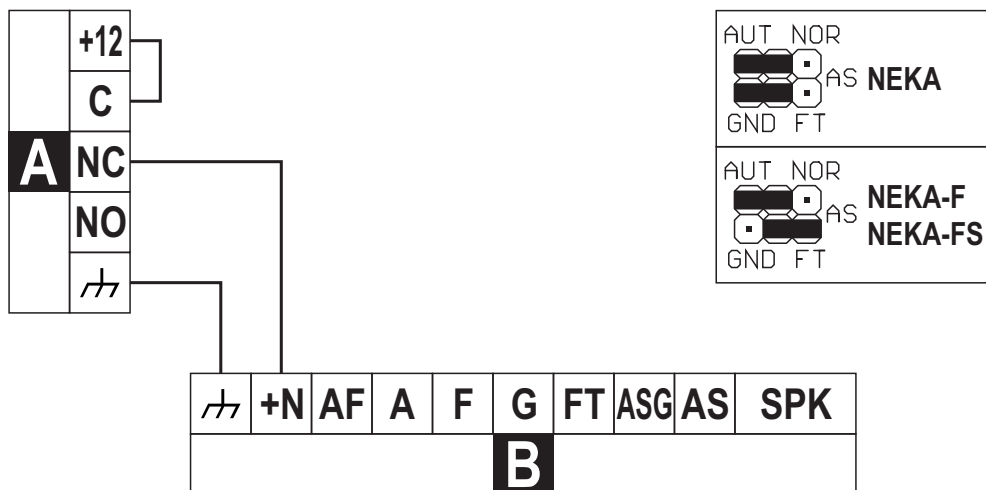 +12
C
A
NC
NO
+N AF A F G FT ASG AS SPK
B
AUT NOR
AS NEKA
GND FT
AUT NOR
AS NEKA-F
NEKA-FS
GND FT